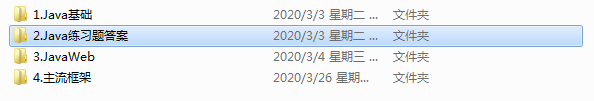 1.Java基础 2020/3/3 星期二 ... 文件夹
2.Java练习题答案 2020/3/3 星期二 ... 文件夹
3.JavaWeb 2020/3/4 星期三 ... 文件夹
4.主流框架 2020/3/26 星期... 文件夹